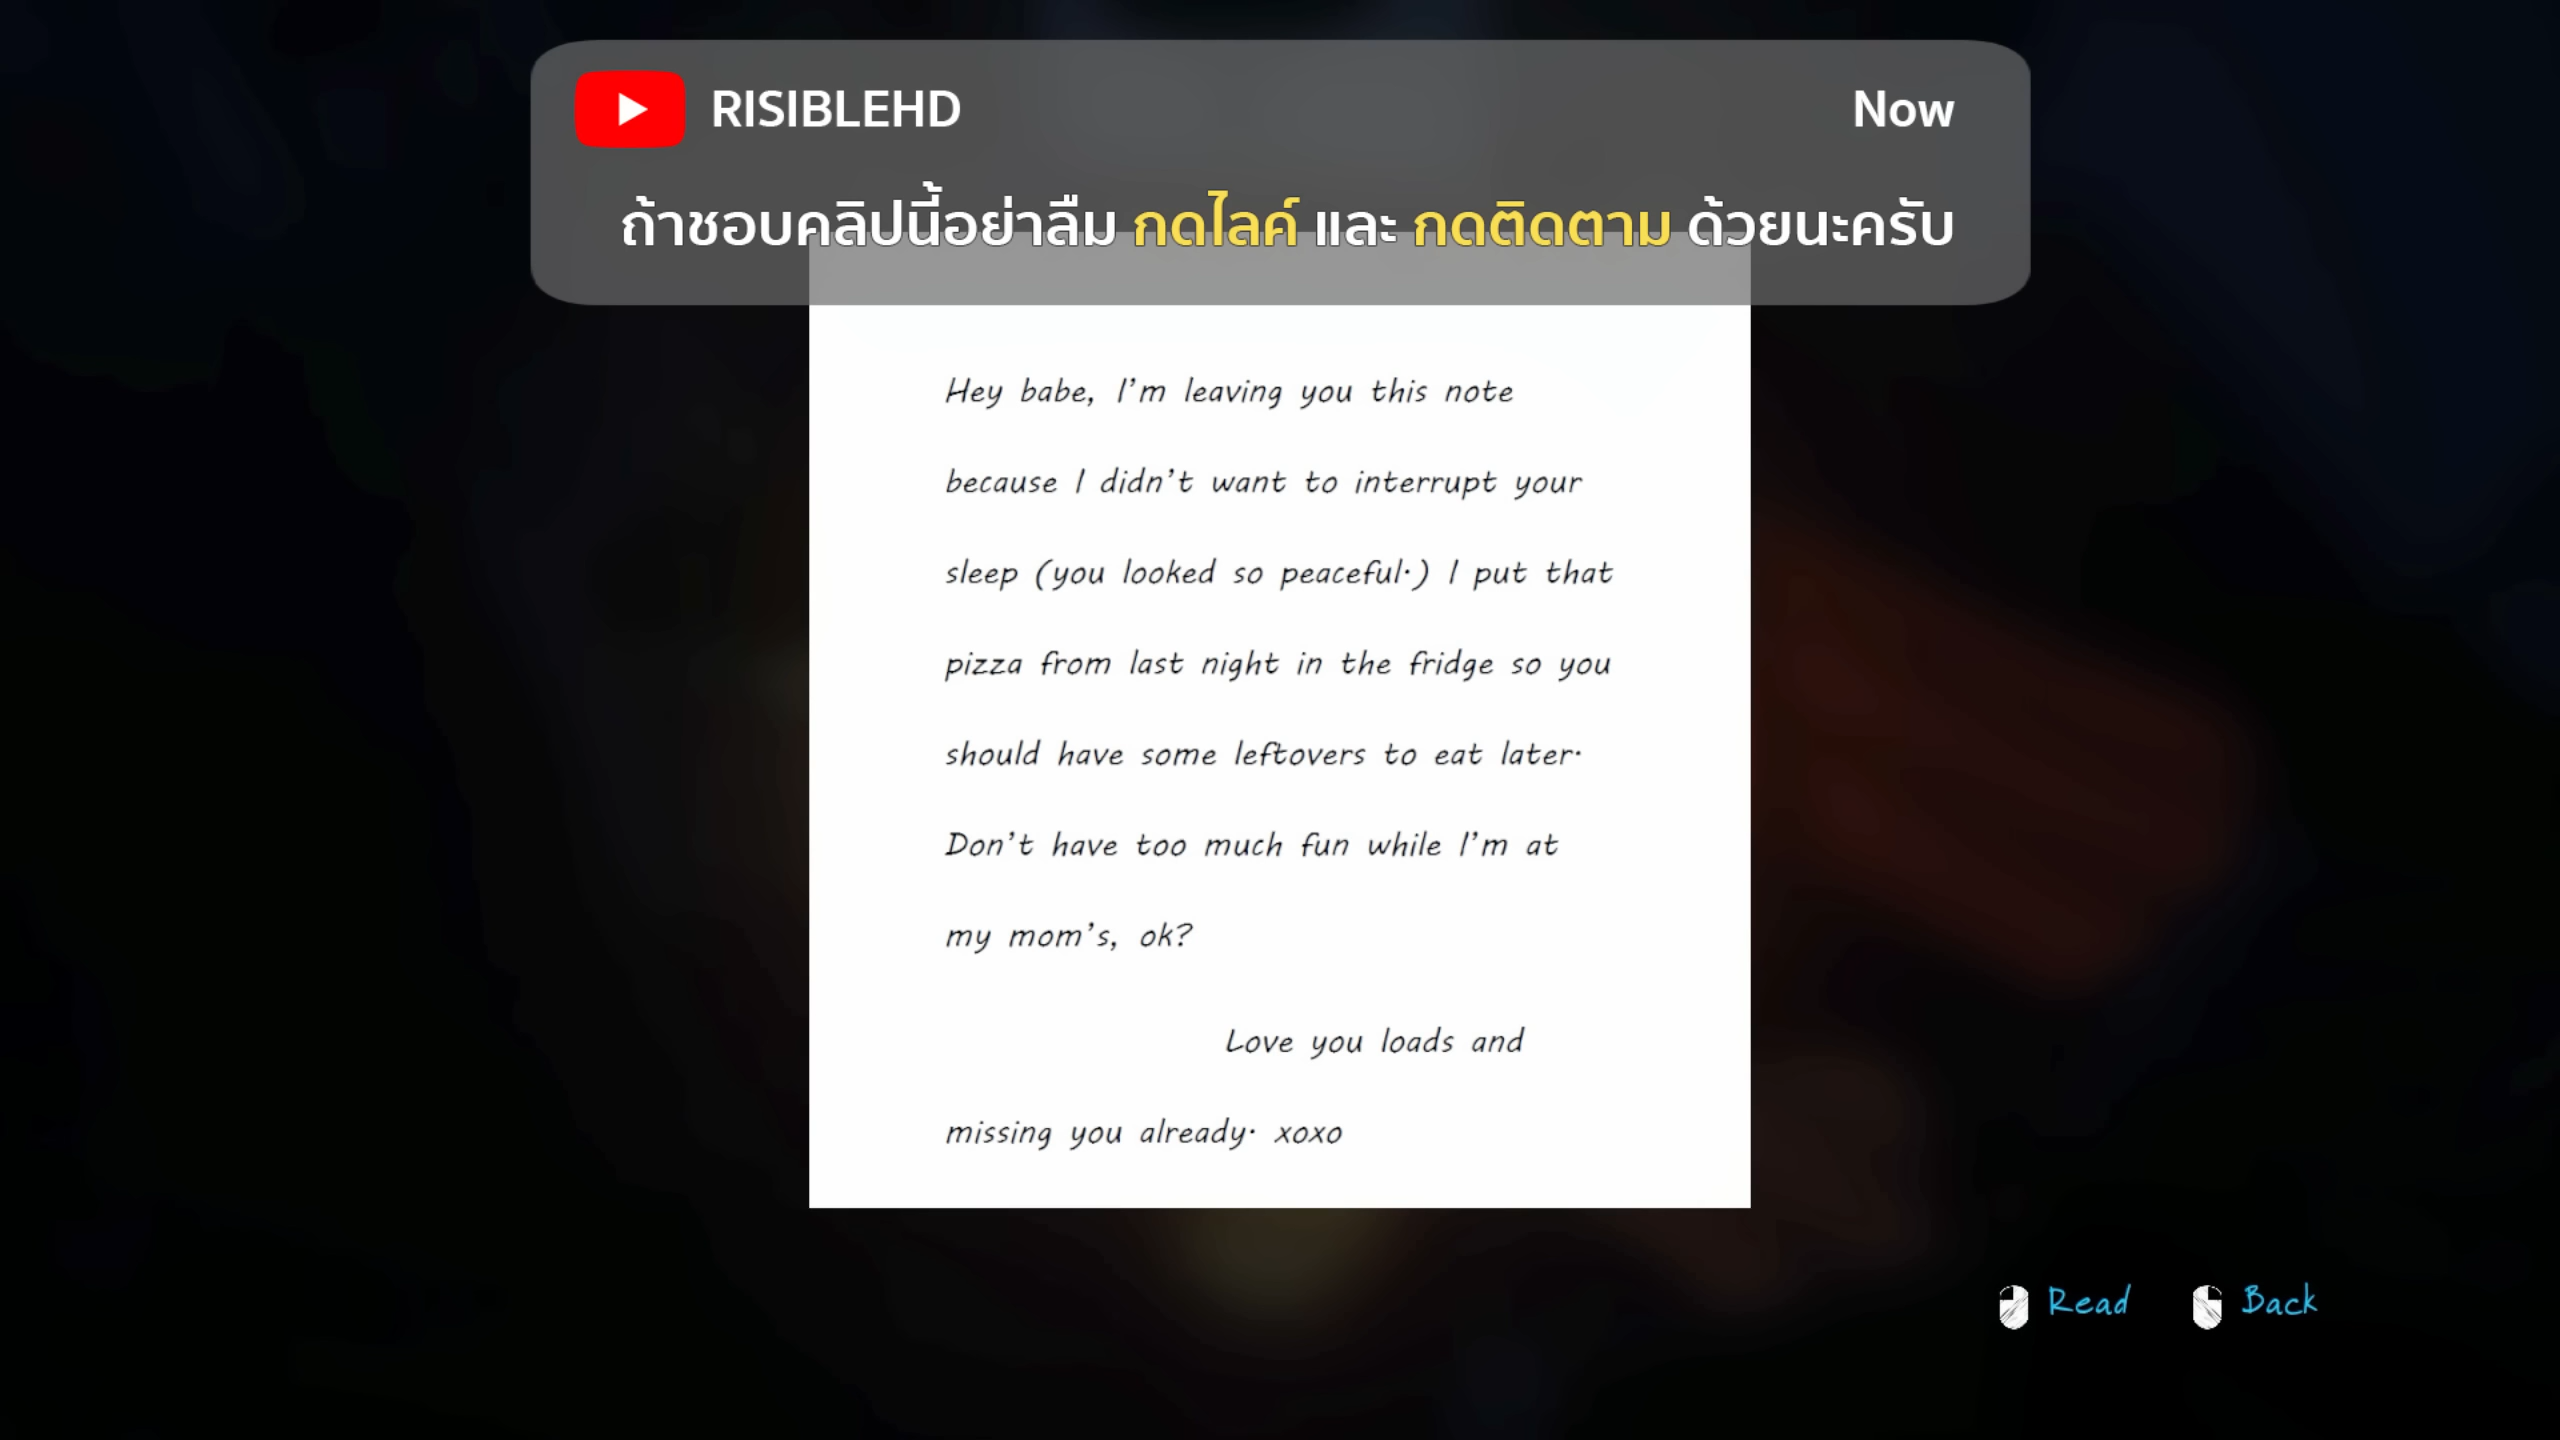 RISIBLEHD
Now
ถ้าชอบคลิปนี้อย่าลืม กดไลค์ และ กดติดตาม ด้วยนะครับ
Hey babe, I'm leaving you this note
because I didn't want to interrupt your
sleep (you looked so peaceful.) I put that
pizza from last night in the fridge so you
should have some leftovers to eat later.
Don't have too much fun while I'm at
my mom's, ok?
Love you loads and
missing you already. xoxo
Read
Back